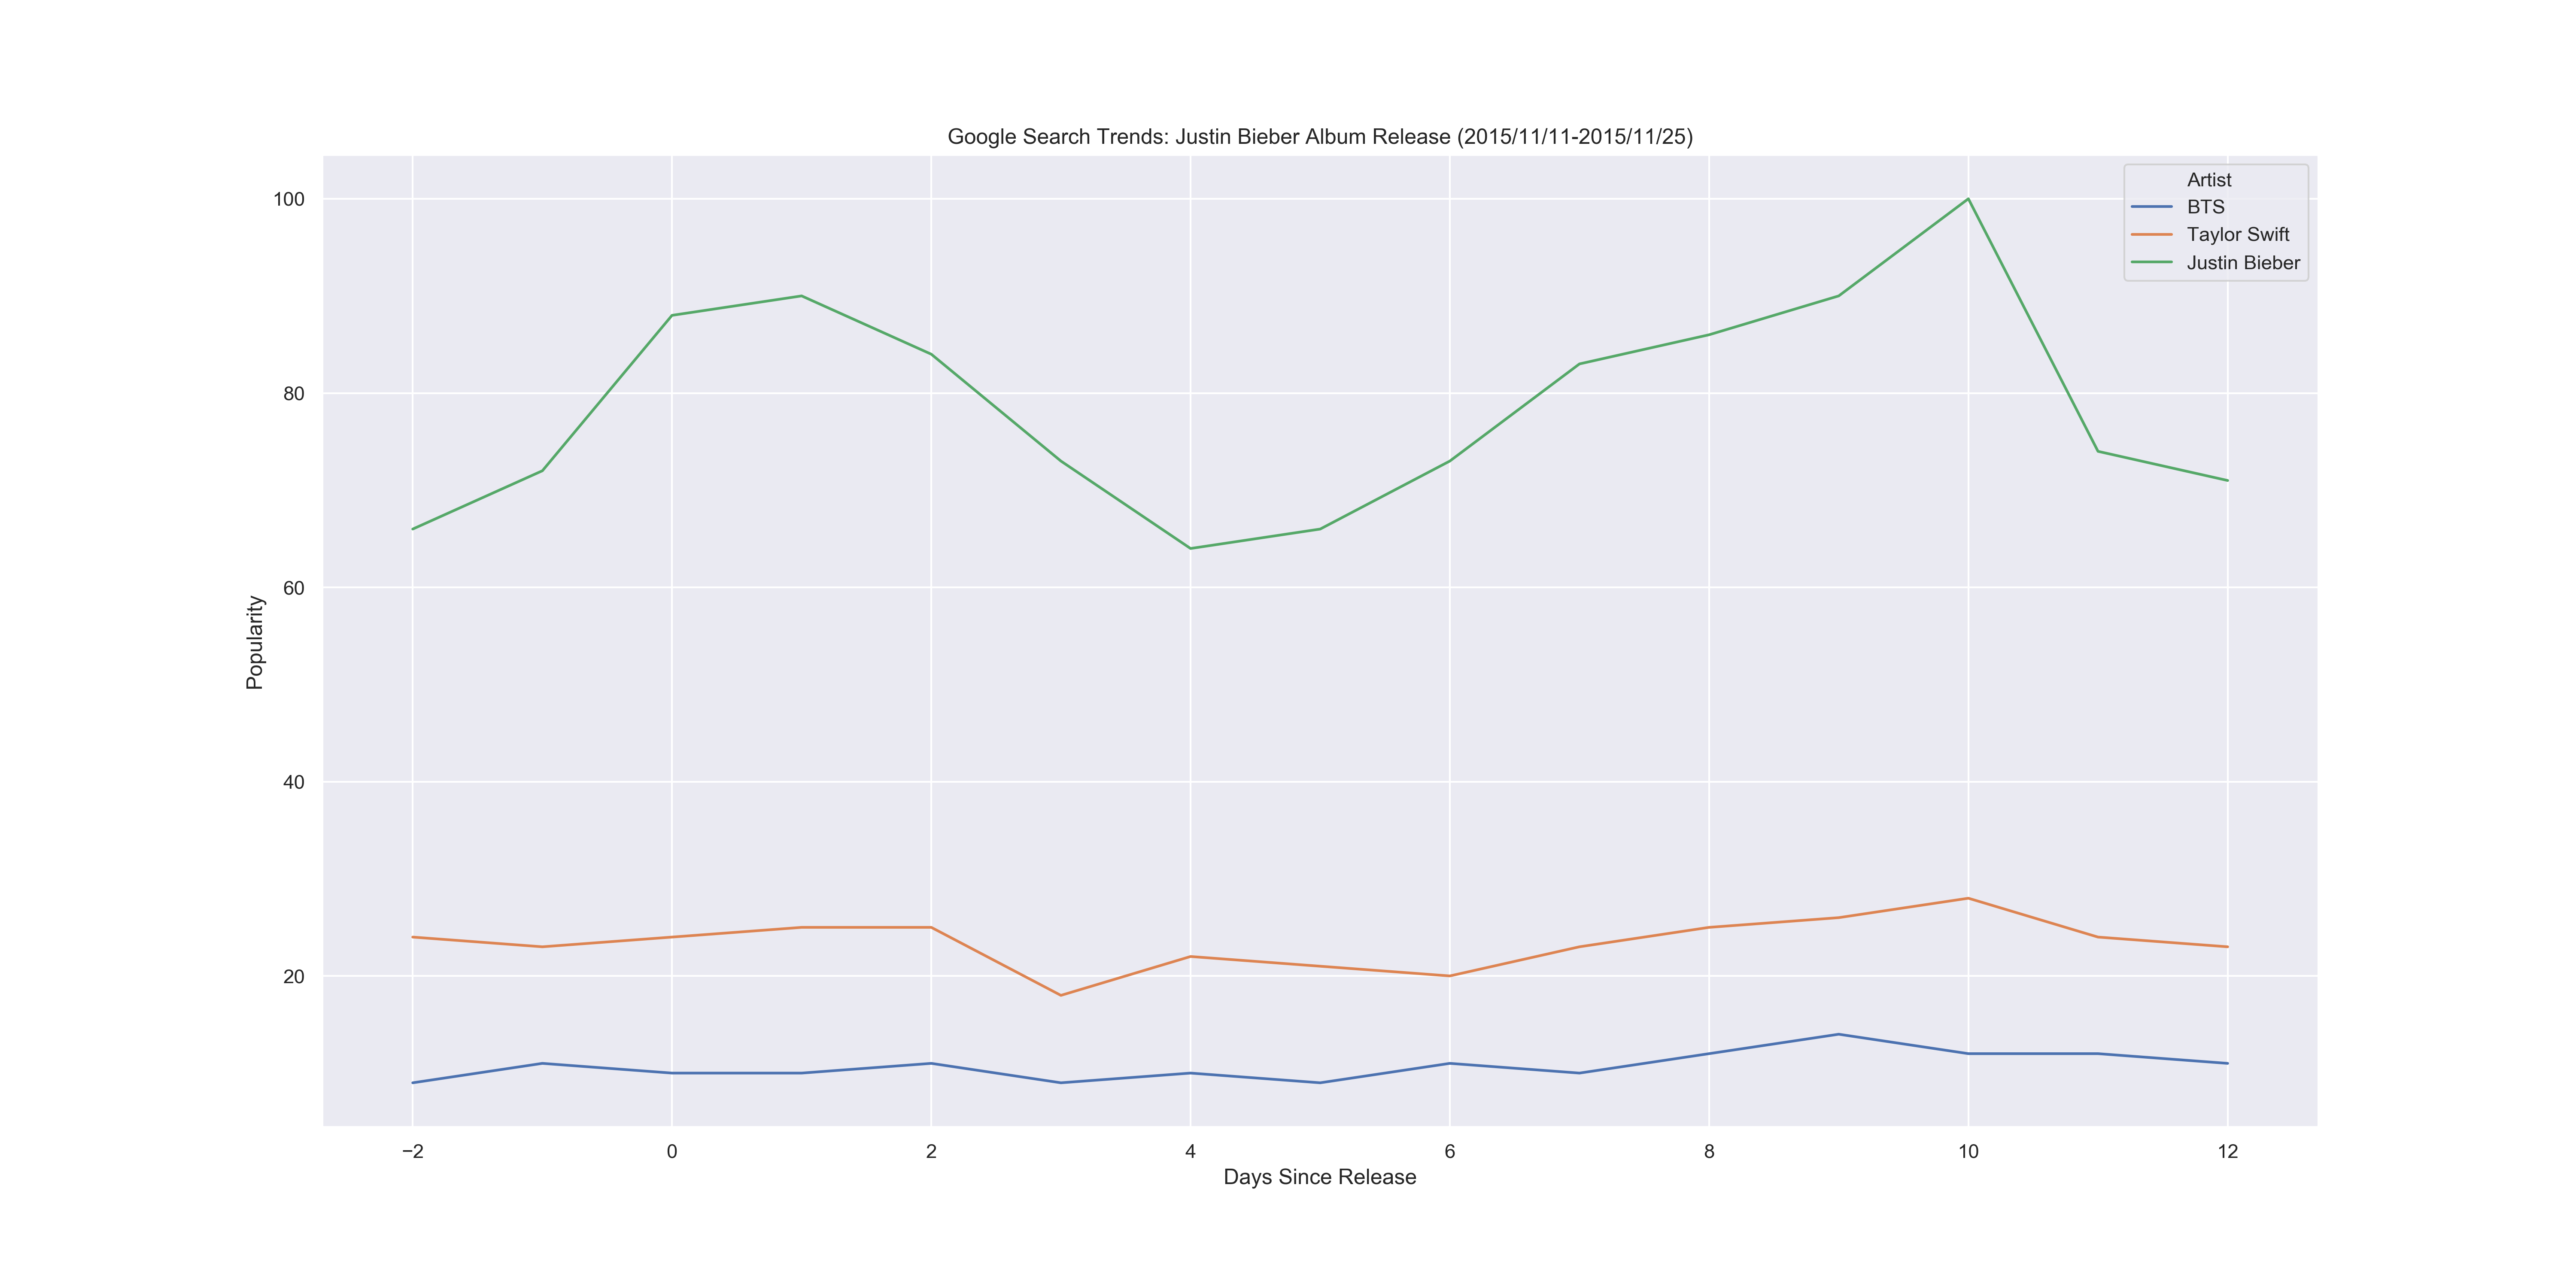 Google Search Trends: Justin Bieber Album Release (2015/11/11-2015/11/25)
Artist
BTS
Taylor Swift
Justin Bieber
100
80
60
40
20
Popularity
−2 0 2 4 6 8 10 12
Days Since Release